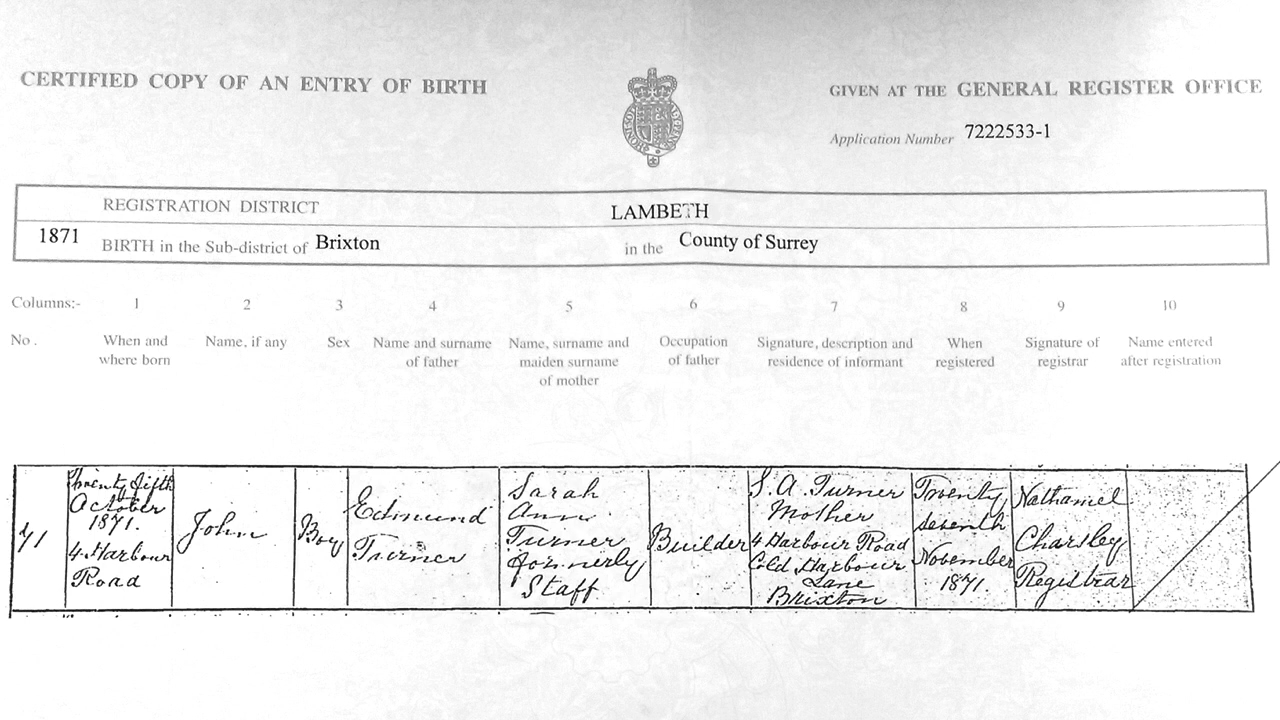 CERTIFIED COPY OF AN ENTRY OF BIRTH
GIVEN AT THE GENERAL REGISTER OFFICE
Application Number 7222533-1
REGISTRATION DISTRICT LAMBETH
1871 BIRTH in the Sub-district of Brixton in the County of Surrey
Columns:- 1 2 3 4 5 6 7 8 9 10
No. When and where born
Name, if any
Sex
Name and surname of father
Name, surname and maiden surname of mother
Occupation of father
Signature, description and residence of informant
When registered
Signature of registrar
Name entered after registration
Twenty fifth
October
1871.
4 Harbour
Road
John
Boy
Edmund
Turner
Sarah
Ann
Turner
formerly
Staff
Builder
S. A. Turner
Mother
4 Harbour Road
Cold Harbour
Lane
Brixton
Twenty
seventh
November
1871.
Nathaniel
Charsley
Registrar